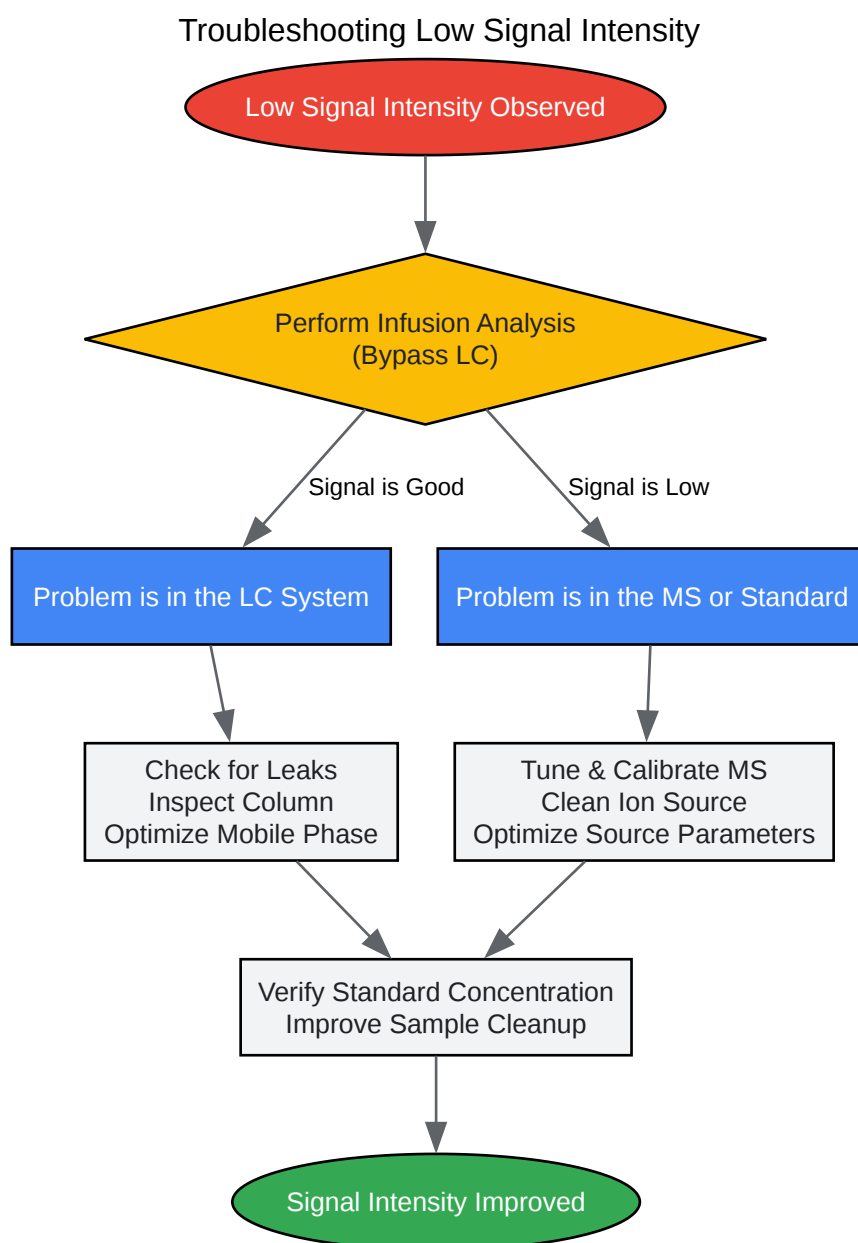 Troubleshooting Low Signal Intensity
Low Signal Intensity Observed
Perform Infusion Analysis
(Bypass LC)
Signal is Good
Signal is Low
Problem is in the LC System
Problem is in the MS or Standard
Check for Leaks
Inspect Column
Optimize Mobile Phase
Tune & Calibrate MS
Clean Ion Source
Optimize Source Parameters
Verify Standard Concentration
Improve Sample Cleanup
Signal Intensity Improved